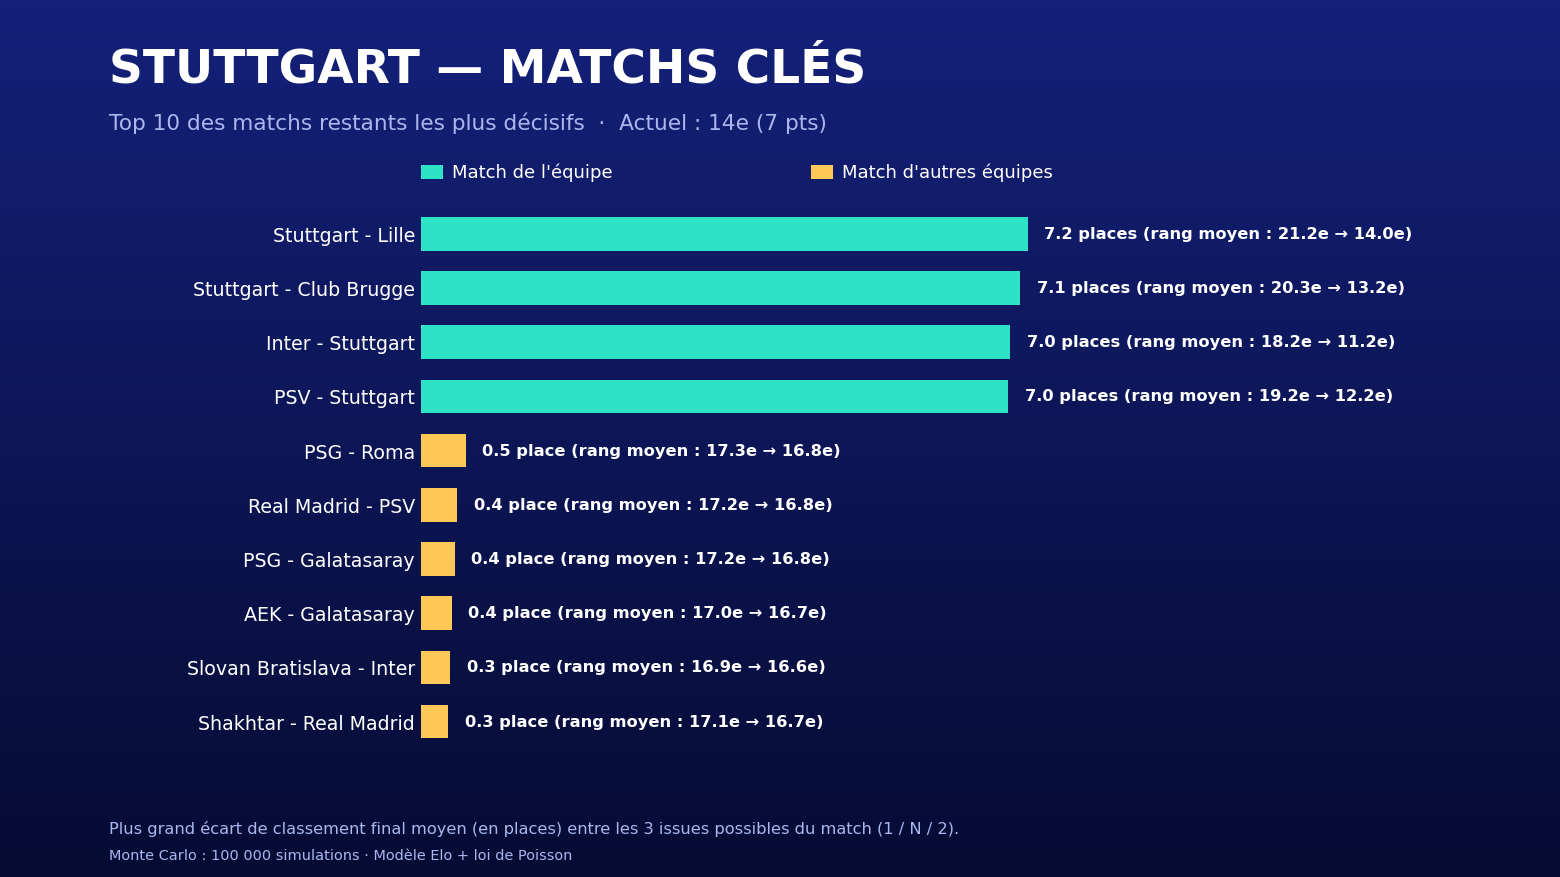 STUTTGART — MATCHS CLÉS
Top 10 des matchs restants les plus décisifs · Actuel : 14e (7 pts)
Match de l'équipe
Match d'autres équipes
Stuttgart - Lille
7.2 places (rang moyen : 21.2e → 14.0e)
Stuttgart - Club Brugge
7.1 places (rang moyen : 20.3e → 13.2e)
Inter - Stuttgart
7.0 places (rang moyen : 18.2e → 11.2e)
PSV - Stuttgart
7.0 places (rang moyen : 19.2e → 12.2e)
PSG - Roma
0.5 place (rang moyen : 17.3e → 16.8e)
Real Madrid - PSV
0.4 place (rang moyen : 17.2e → 16.8e)
PSG - Galatasaray
0.4 place (rang moyen : 17.2e → 16.8e)
AEK - Galatasaray
0.4 place (rang moyen : 17.0e → 16.7e)
Slovan Bratislava - Inter
0.3 place (rang moyen : 16.9e → 16.6e)
Shakhtar - Real Madrid
0.3 place (rang moyen : 17.1e → 16.7e)
Plus grand écart de classement final moyen (en places) entre les 3 issues possibles du match (1 / N / 2).
Monte Carlo : 100 000 simulations · Modèle Elo + loi de Poisson